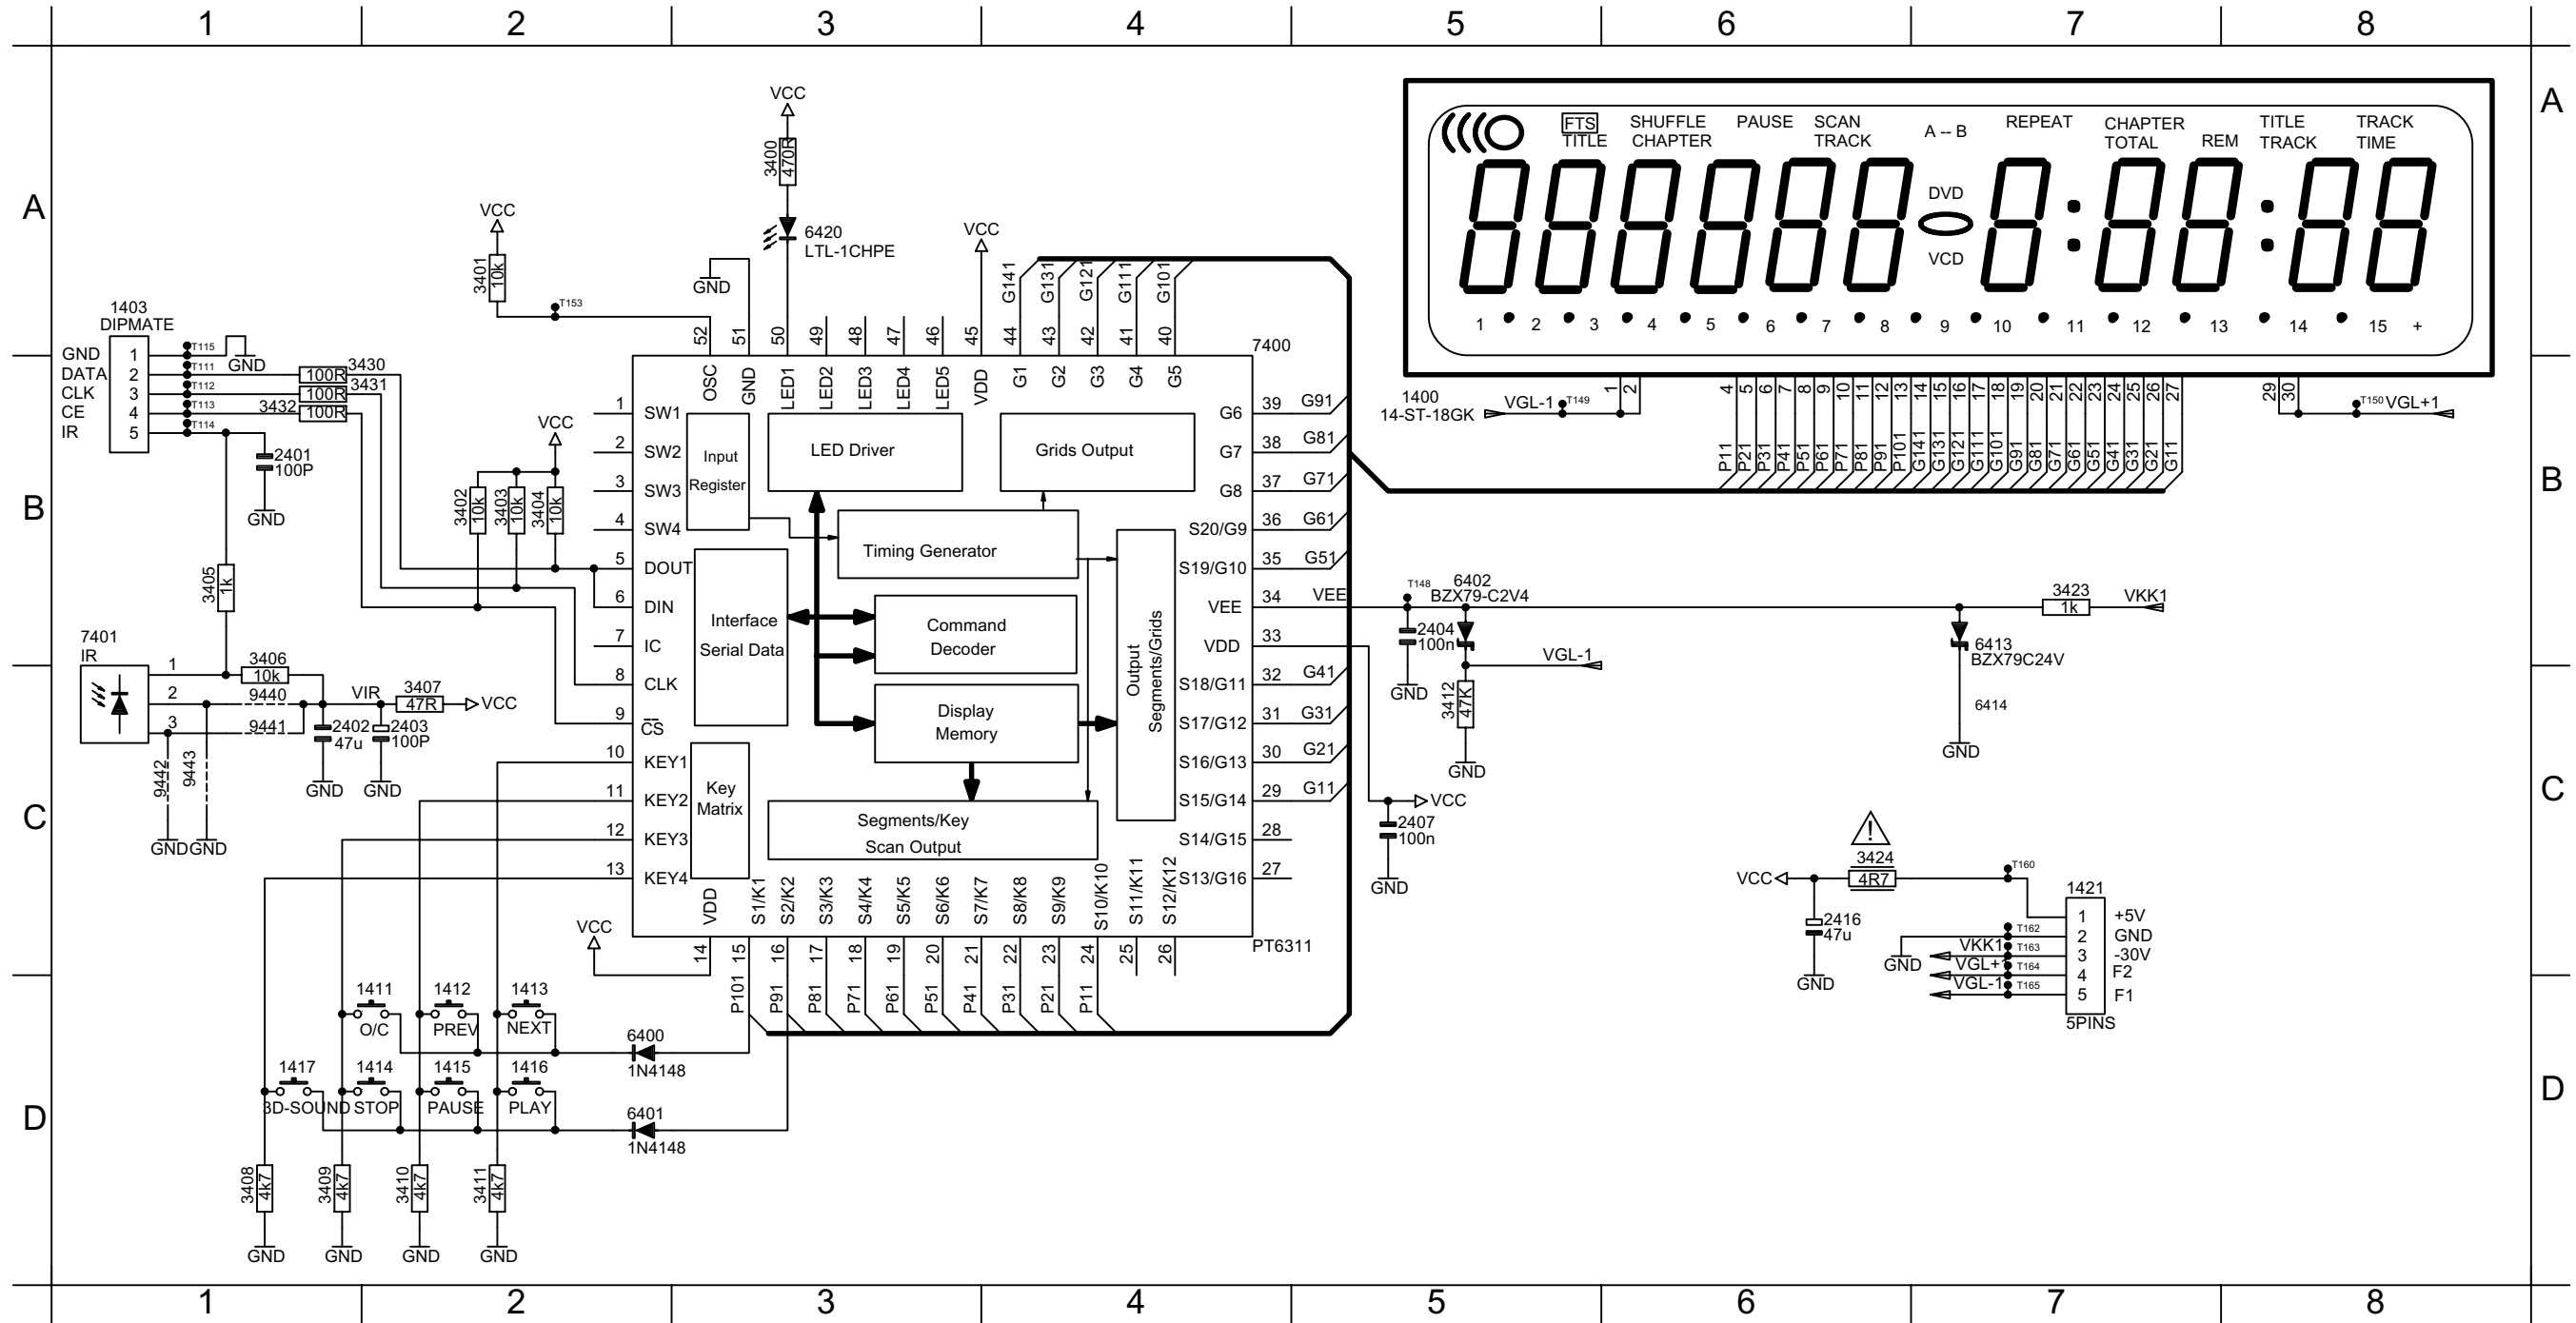 1 2 3 4 5 6 7 8
A
B
C
D
A
B
C
D
VCC
3400
470R
6420
LTL-1CHPE
VCC
3401
10k
T153
GND
VCC
G141
G131
G121
G111
G101
52
51
50
49
48
47
46
45
44
43
42
41
40
7400
OSC
GND
LED1
LED2
LED3
LED4
LED5
VDD
G1
G2
G3
G4
G5
1403
DIPMATE
GND 1 T115 GND
DATA 2 T111 100R 3430
CLK 3 T112 100R 3431
CE 4 T113 3432 100R
IR 5 T114
2401
100P
GND
3405
1k
VCC
3402
10k
3403
10k
3404
10k
7401
IR
1
2
3
3406
10k
9440
9441
9442
9443
GND
GND
VIR
3407
47R
VCC
2402
47u
2403
100P
GND
GND
1 SW1
2 SW2
3 SW3
4 SW4
5 DOUT
6 DIN
7 IC
8 CLK
9 CS
10 KEY1
11 KEY2
12 KEY3
13 KEY4
Input
Register
LED Driver
Grids Output
Timing Generator
Interface
Serial Data
Command
Decoder
Display
Memory
Output
Segments/Grids
Key
Matrix
Segments/Key
Scan Output
G6 39 G91
G7 38 G81
G8 37 G71
S20/G9 36 G61
S19/G10 35 G51
VEE 34 VEE
VDD 33
S18/G11 32 G41
S17/G12 31 G31
S16/G13 30 G21
S15/G14 29 G11
S14/G15 28
S13/G16 27
VDD
S1/K1
S2/K2
S3/K3
S4/K4
S5/K5
S6/K6
S7/K7
S8/K8
S9/K9
S10/K10
S11/K11
S12/K12
PT6311
VCC
14
15
16
17
18
19
20
21
22
23
24
25
26
P101
P91
P81
P71
P61
P51
P41
P31
P21
P11
1411
O/C
1412
PREV
1413
NEXT
6400
1N4148
1417
3D-SOUND
1414
STOP
1415
PAUSE
1416
PLAY
6401
1N4148
3408
4k7
3409
4k7
3410
4k7
3411
4k7
GND
GND
GND
GND
FTS SHUFFLE PAUSE SCAN A -- B REPEAT CHAPTER TITLE TRACK
TITLE CHAPTER TRACK TOTAL REM TRACK TIME
DVD
VCD
1 2 3 4 5 6 7 8 9 10 11 12 13 14 15 +
1400
14-ST-18GK
VGL-1 T149
1
2
4
5
6
7
8
9
10
11
12
13
14
15
16
17
18
19
20
21
22
23
24
25
26
27
29
30
T150 VGL+1
P11
P21
P31
P41
P51
P61
P71
P81
P91
P101
G141
G131
G121
G111
G101
G91
G81
G71
G61
G51
G41
G31
G21
G11
T148
6402
BZX79-C2V4
2404
100n
GND
VGL-1
3412
47K
GND
3423
1k
VKK1
6413
BZX79C24V
6414
GND
VCC
2407
100n
GND
!
VCC
3424
4R7
T160
2416
47u
GND
1421
1 +5V
T162 2 GND
GND VKK1 T163 3 -30V
VGL+ T164 4 F2
VGL-1 T165 5 F1
5PINS
1 2 3 4 5 6 7 8